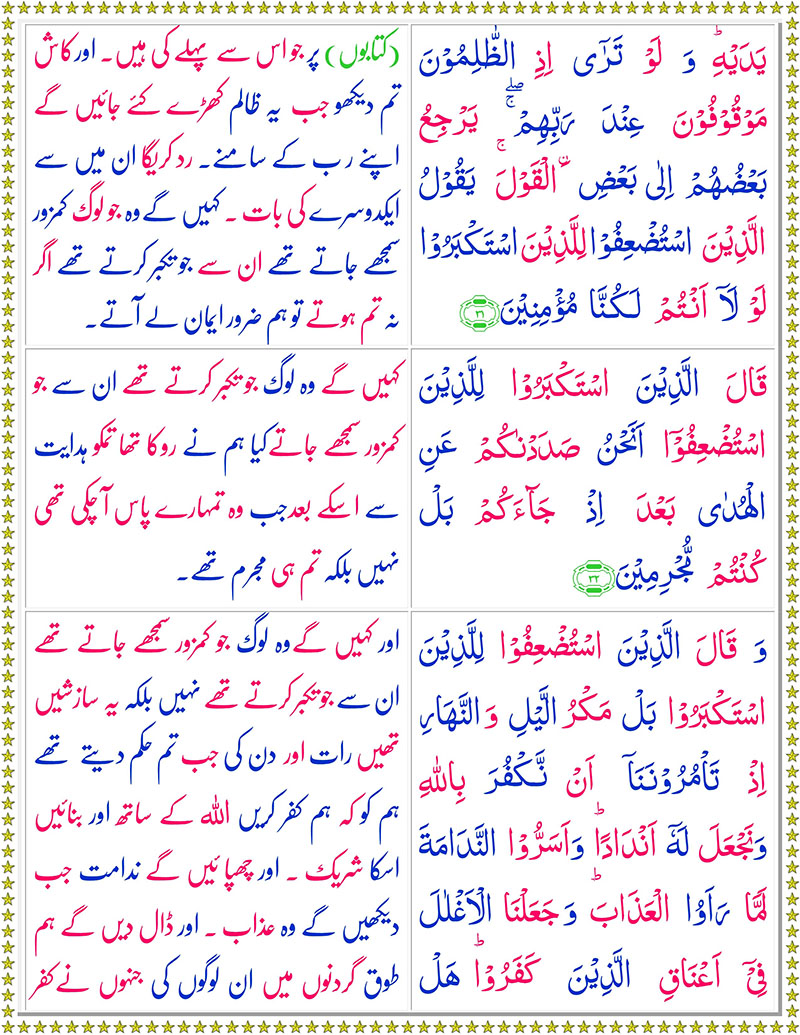 یَدَیۡهِؕ وَ لَوۡ تَرٰۤی اِذِ الظّٰلِمُوۡنَ
مَوۡقُوۡفُوۡنَ عِنۡدَ رَبِّهِمۡ ۚۖ یَرۡجِعُ
بَعۡضُهُمۡ اِلٰی بَعۡضِ ۣالۡقَوۡلَ ۚ یَقُوۡلُ
الَّذِیۡنَ اسۡتُضۡعِفُوۡا لِلَّذِیۡنَ اسۡتَکۡبَرُوۡا
لَوۡ لَاۤ اَنۡتُمۡ لَکُنَّا مُؤۡمِنِیۡنَ ﴿۳۱﴾
(کتابوں) پر جو اس سے پہلے کی ہیں۔ اور کاش
تم دیکھو جب یہ ظالم کھڑے کئے جائیں گے
اپنے رب کے سامنے۔ رد کریگا ان میں سے
ایکدوسرے کی بات ۔ کہیں گے وہ جو لوگ کمزور
سمجھے جاتے تھے ان سے جو تکبر کرتے تھے اگر
نہ تم ہوتے تو ہم ضرور ایمان لے آتے۔
قَالَ الَّذِیۡنَ اسۡتَکۡبَرُوۡا لِلَّذِیۡنَ
اسۡتُضۡعِفُوۡۤا اَنَحۡنُ صَدَدۡنٰکُمۡ عَنِ
الۡهُدٰی بَعۡدَ اِذۡ جَآءَکُمۡ بَلۡ
کُنۡتُمۡ مُّجۡرِمِیۡنَ ﴿۳۲﴾
کہیں گے وہ لوگ جو تکبر کرتے تھے ان سے جو
کمزور سمجھے جاتے کیا ہم نے روکا تھا تمکو ہدایت
سے اسکے بعد جب وہ تمہارے پاس آچکی تھی
نہیں بلکہ تم ہی مجرم تھے۔
وَ قَالَ الَّذِیۡنَ اسۡتُضۡعِفُوۡا لِلَّذِیۡنَ
اسۡتَکۡبَرُوۡا بَلۡ مَکۡرُ الَّیۡلِ وَ النَّهَارِ
اِذۡ تَاۡمُرُوۡنَنَاۤ اَنۡ نَّکۡفُرَ بِاللّٰهِ
وَنَجۡعَلَ لَهٗۤ اَنۡدَادًاؕ وَاَسَرُّوا النَّدَامَةَ
لَمَّا رَاَوُا الۡعَذَابَؕ وَ جَعَلۡنَا الۡاَغۡلٰلَ
فِیۡۤ اَعۡنَاقِ الَّذِیۡنَ کَفَرُوۡاؕ هَلۡ
اور کہیں گے وہ لوگ جو کمزور سمجھے جاتے تھے
ان سے جو تکبر کرتے تھے نہیں بلکہ یہ سازشیں
تھیں رات اور دن کی جب تم حکم دیتے تھے
ہم کو کہ ہم کفر کریں اللہ کے ساتھ اور بنائیں
اسکا شریک ۔ اور چھپائیں گے ندامت جب
دیکھیں گے وہ عذاب ۔ اور ڈال دیں گے ہم
طوق گردنوں میں ان لوگوں کی جنہوں نے کفر